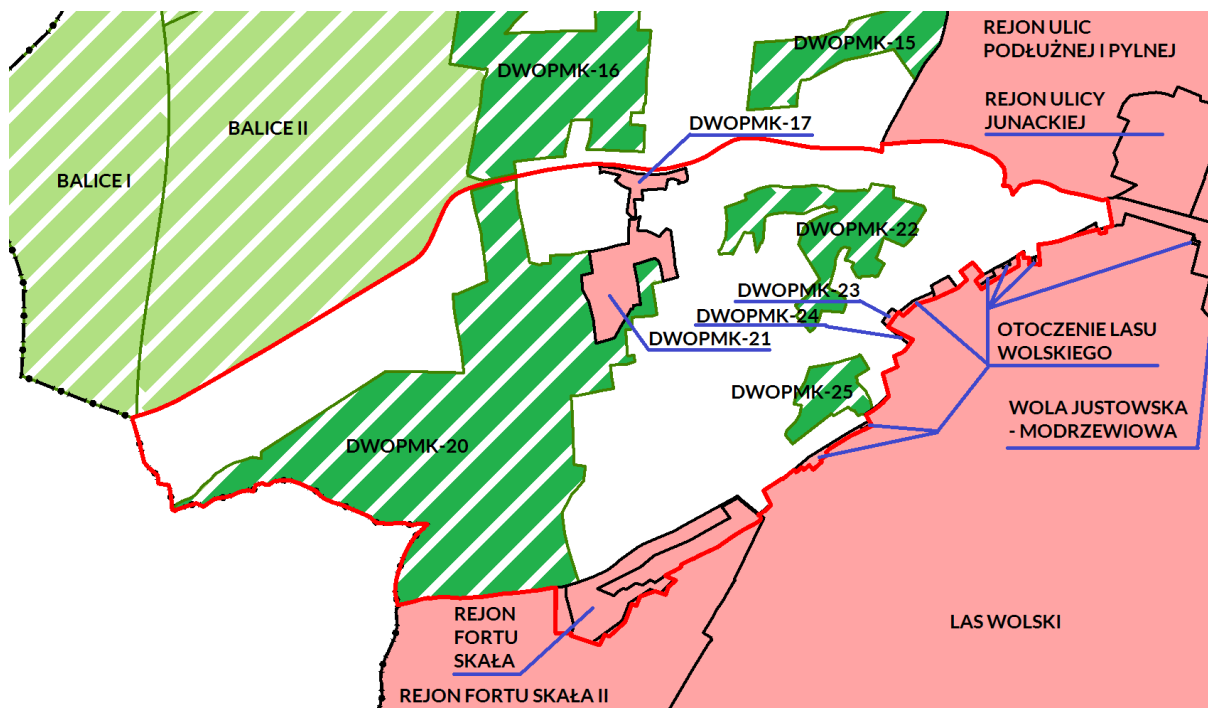 REJON ULIC
PODŁUŻNEJ I PYLNEJ
DWOPMK-15
DWOPMK-16
REJON ULICY
JUNACKIEJ
DWOPMK-17
BALICE II
BALICE I
DWOPMK-22
DWOPMK-23
DWOPMK-24
DWOPMK-21
OTOCZENIE LASU
WOLSKIEGO
DWOPMK-25
WOLA JUSTOWSKA
- MODRZEWIOWA
DWOPMK-20
REJON
FORTU
SKAŁA
LAS WOLSKI
REJON FORTU SKAŁA II